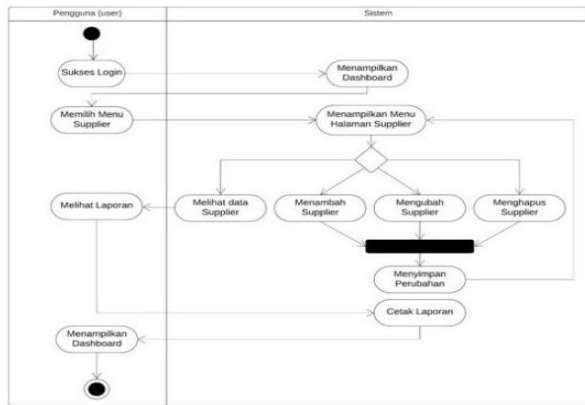 Pengguna (user)
Sistem
Sukses Login
Menampilkan
Dashboard
Memilih Menu
Supplier
Menampilkan Menu
Halaman Supplier
Melihat Laporan
Melihat data
Supplier
Menambah
Supplier
Mengubah
Supplier
Menghapus
Supplier
Menyimpan
Perubahan
Cetak Laporan
Menampilkan
Dashboard